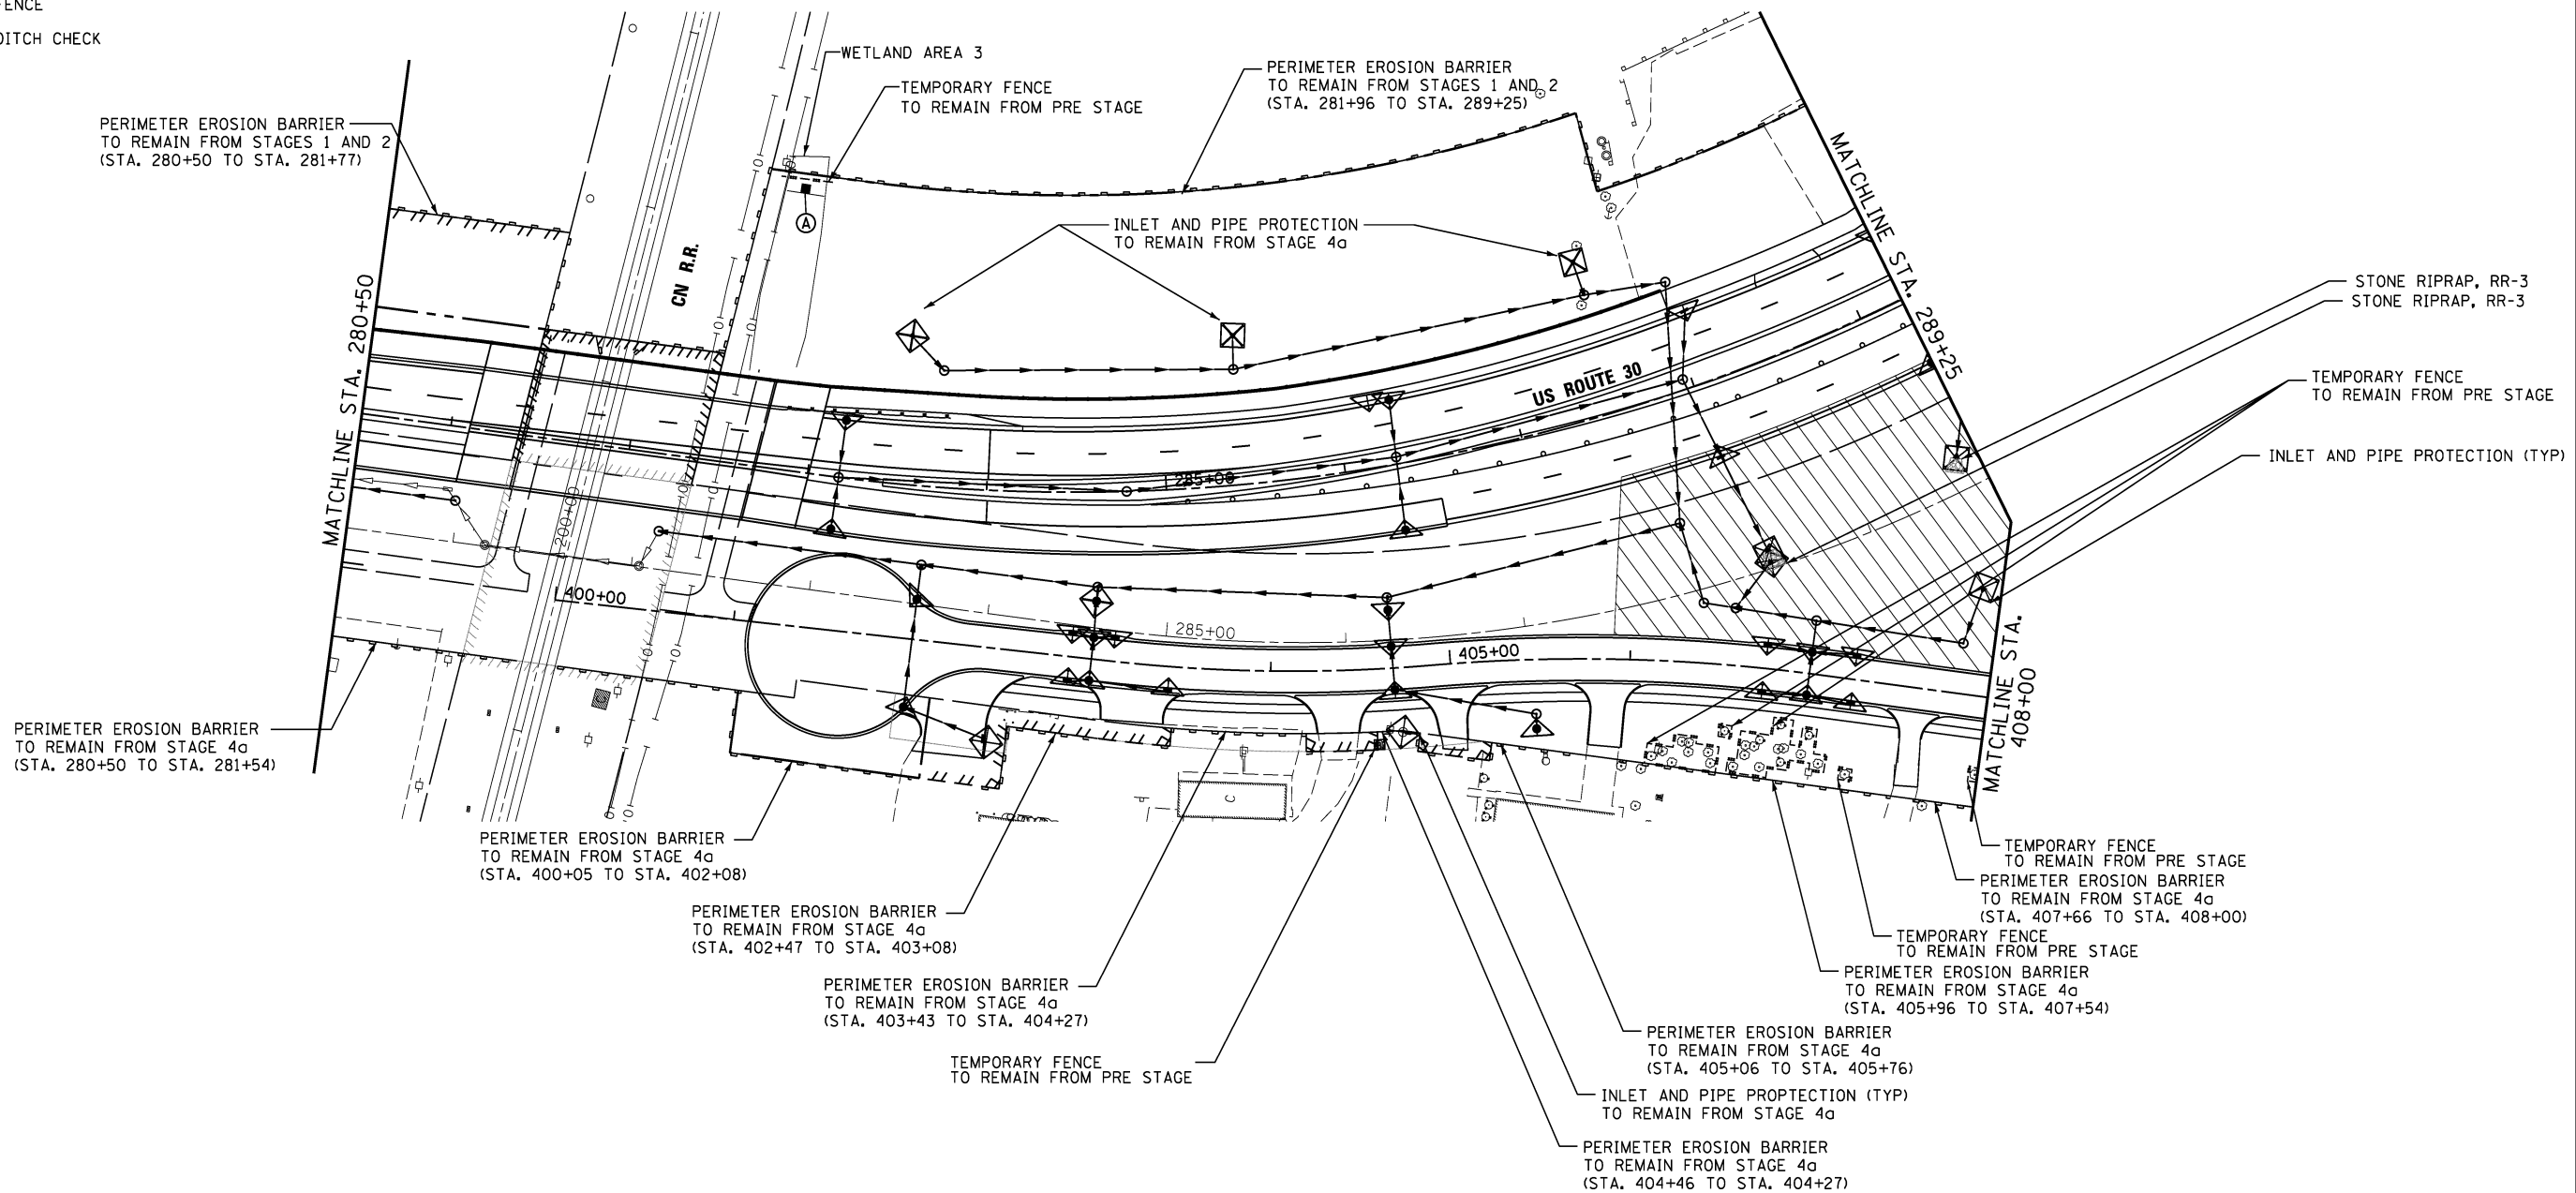 DITCH CHECK
WETLAND AREA 3
TEMPORARY FENCE
TO REMAIN FROM PRE STAGE
PERIMETER EROSION BARRIER
TO REMAIN FROM STAGES 1 AND 2
(STA. 281+96 TO STA. 289+25)
PERIMETER EROSION BARRIER
TO REMAIN FROM STAGES 1 AND 2
(STA. 280+50 TO STA. 281+77)
MATCHLINE STA. 289+25
A
INLET AND PIPE PROTECTION
TO REMAIN FROM STAGE 4a
CN R.R.
MATCHLINE STA. 280+50
STONE RIPRAP, RR-3
STONE RIPRAP, RR-3
US ROUTE 30
TEMPORARY FENCE
TO REMAIN FROM PRE STAGE
INLET AND PIPE PROTECTION (TYP)
285+00
200+00
400+00
285+00
405+00
MATCHLINE STA.
408+00
C
PERIMETER EROSION BARRIER
TO REMAIN FROM STAGE 4a
(STA. 280+50 TO STA. 281+54)
PERIMETER EROSION BARRIER
TO REMAIN FROM STAGE 4a
(STA. 400+05 TO STA. 402+08)
PERIMETER EROSION BARRIER
TO REMAIN FROM STAGE 4a
(STA. 402+47 TO STA. 403+08)
PERIMETER EROSION BARRIER
TO REMAIN FROM STAGE 4a
(STA. 403+43 TO STA. 404+27)
TEMPORARY FENCE
TO REMAIN FROM PRE STAGE
TEMPORARY FENCE
TO REMAIN FROM PRE STAGE
PERIMETER EROSION BARRIER
TO REMAIN FROM STAGE 4a
(STA. 407+66 TO STA. 408+00)
TEMPORARY FENCE
TO REMAIN FROM PRE STAGE
PERIMETER EROSION BARRIER
TO REMAIN FROM STAGE 4a
(STA. 405+96 TO STA. 407+54)
PERIMETER EROSION BARRIER
TO REMAIN FROM STAGE 4a
(STA. 405+06 TO STA. 405+76)
INLET AND PIPE PROPTECTION (TYP)
TO REMAIN FROM STAGE 4a
PERIMETER EROSION BARRIER
TO REMAIN FROM STAGE 4a
(STA. 404+46 TO STA. 404+27)